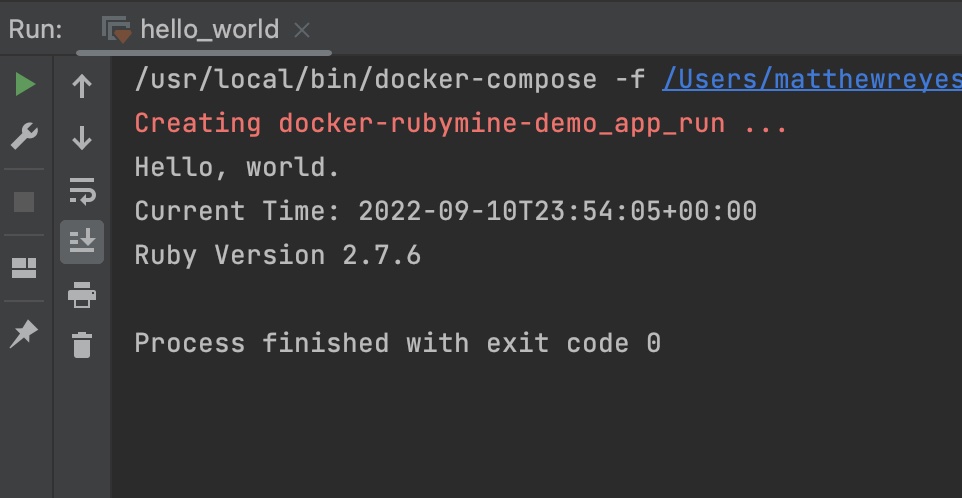 Run: hello_world
/usr/local/bin/docker-compose -f /Users/matthewreyes
Creating docker-rubymine-demo_app_run ...
Hello, world.
Current Time: 2022-09-10T23:54:05+00:00
Ruby Version 2.7.6
Process finished with exit code 0